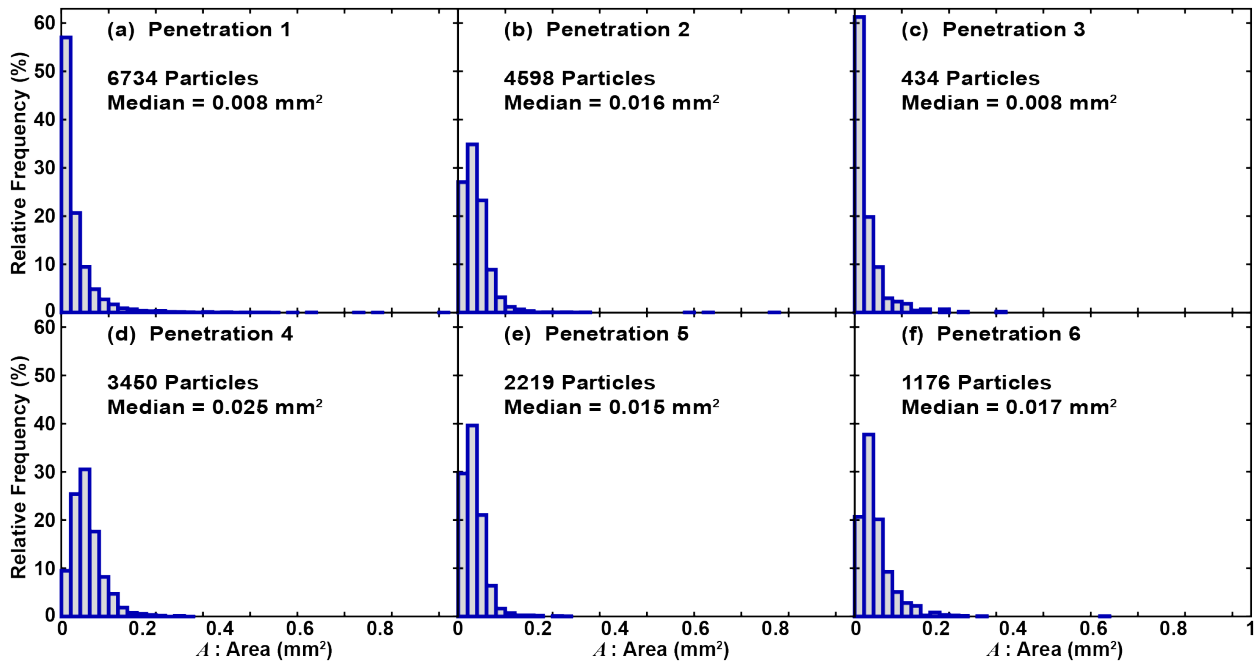 (a) Penetration 1
6734 Particles
Median = 0.008 mm²
(b) Penetration 2
4598 Particles
Median = 0.016 mm²
(c) Penetration 3
434 Particles
Median = 0.008 mm²
Relative Frequency (%)
60
50
40
30
20
10
0
(d) Penetration 4
3450 Particles
Median = 0.025 mm²
(e) Penetration 5
2219 Particles
Median = 0.015 mm²
(f) Penetration 6
1176 Particles
Median = 0.017 mm²
Relative Frequency (%)
60
50
40
30
20
10
0
0 0.2 0.4 0.6 0.8
0 0.2 0.4 0.6 0.8
0 0.2 0.4 0.6 0.8 1
A : Area (mm²)
A : Area (mm²)
A : Area (mm²)